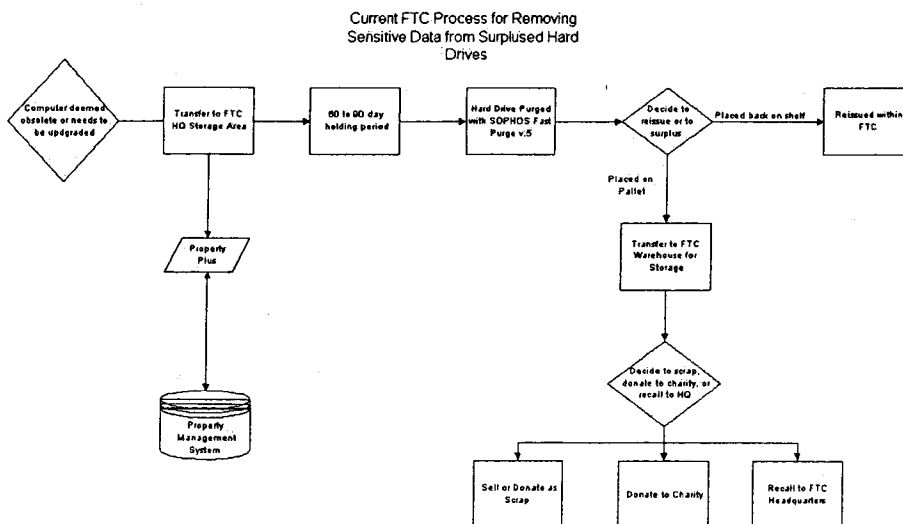 Current FTC Process for Removing
Sensitive Data from Surplused Hard
Drives
Computer deemed
obsolete or needs to
be updgraded
Transfer to FTC
HQ Storage Area
60 to 90 day
holding period
Hard Drive Purged
with SOPHOS Fast
Purge v.5
Decide to
reissue or to
surplus
Placed back on shelf
Reissued within
FTC
Placed on
Pallet
Property
Plus
Transfer to FTC
Warehouse for
Storage
Decide to scrap,
donate to charity, or
recall to HQ
Property
Management
System
Sell or Donate as
Scrap
Donate to Charity
Recall to FTC
Headquarters